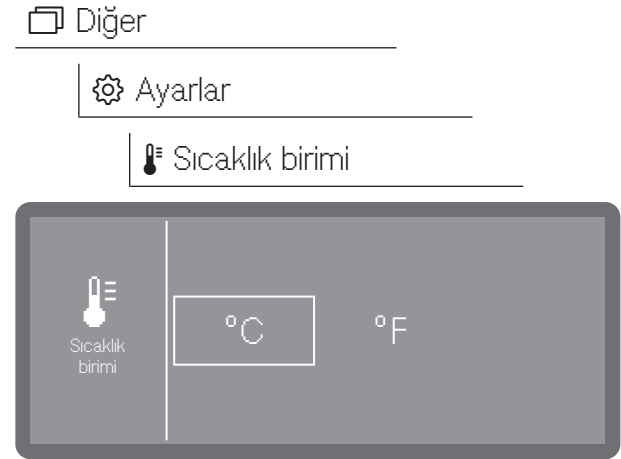 Diğer
Ayarlar
Sıcaklık birimi
Sıcaklık
birimi
°C
°F